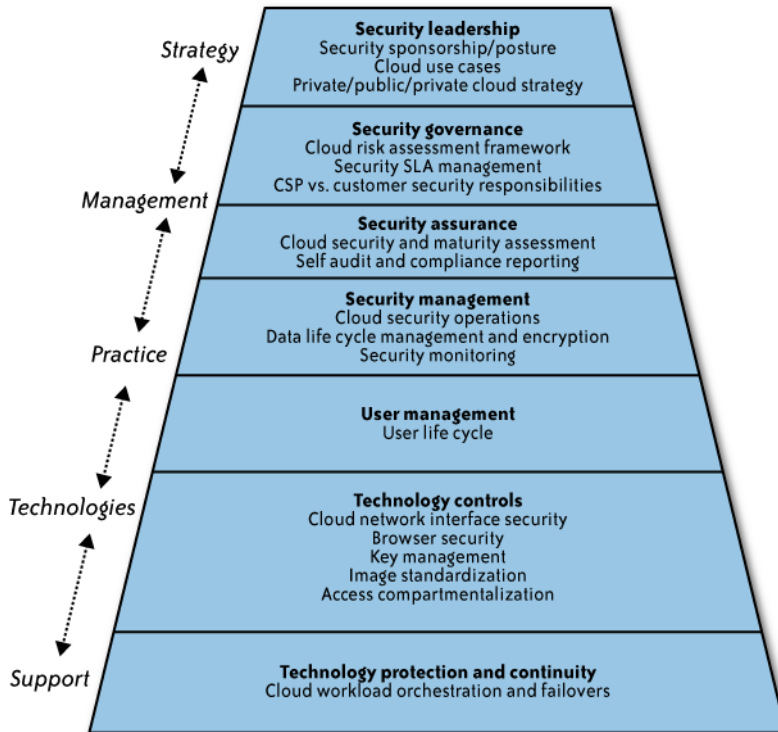 Strategy
Management
Practice
Technologies
Support
Security leadership
Security sponsorship/posture
Cloud use cases
Private/public/private cloud strategy
Security governance
Cloud risk assessment framework
Security SLA management
CSP vs. customer security responsibilities
Security assurance
Cloud security and maturity assessment
Self audit and compliance reporting
Security management
Cloud security operations
Data life cycle management and encryption
Security monitoring
User management
User life cycle
Technology controls
Cloud network interface security
Browser security
Key management
Image standardization
Access compartmentalization
Technology protection and continuity
Cloud workload orchestration and failovers